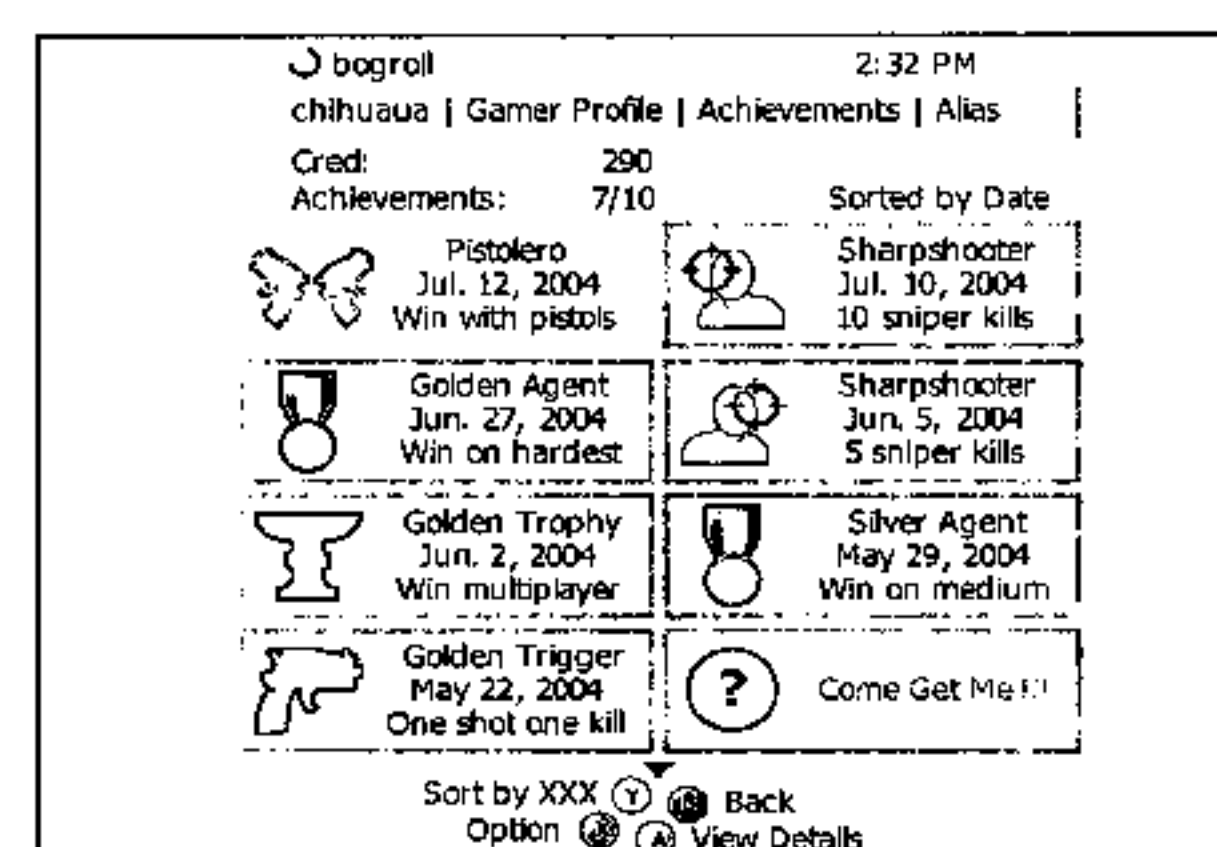 bogroll 2:32 PM
chihuaua | Gamer Profile | Achievements | Alias
Cred: 290
Achievements: 7/10 Sorted by Date
Pistolero
Jul. 12, 2004
Win with pistols
Sharpshooter
Jul. 10, 2004
10 sniper kills
Golden Agent
Jun. 27, 2004
Win on hardest
Sharpshooter
Jun. 5, 2004
5 sniper kills
Golden Trophy
Jun. 2, 2004
Win multiplayer
Silver Agent
May 29, 2004
Win on medium
Golden Trigger
May 22, 2004
One shot one kill
?
Come Get Me
Sort by XXX Y Back
Option A View Details